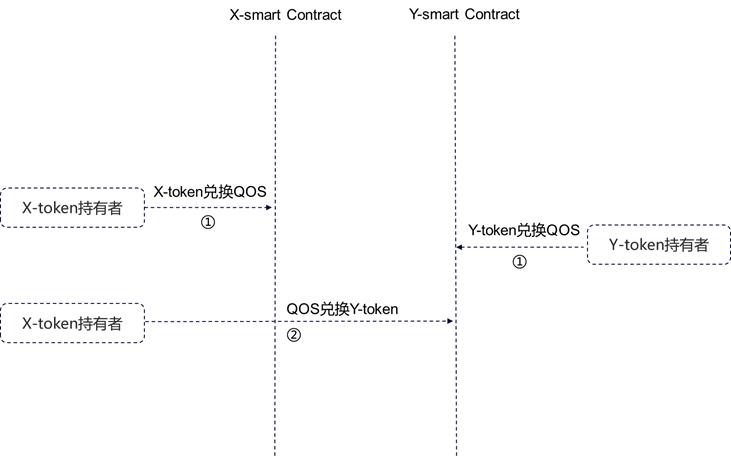 X-smart Contract
Y-smart Contract
X-token兑换QOS
X-token持有者
①
Y-token兑换QOS
Y-token持有者
①
QOS兑换Y-token
X-token持有者
②